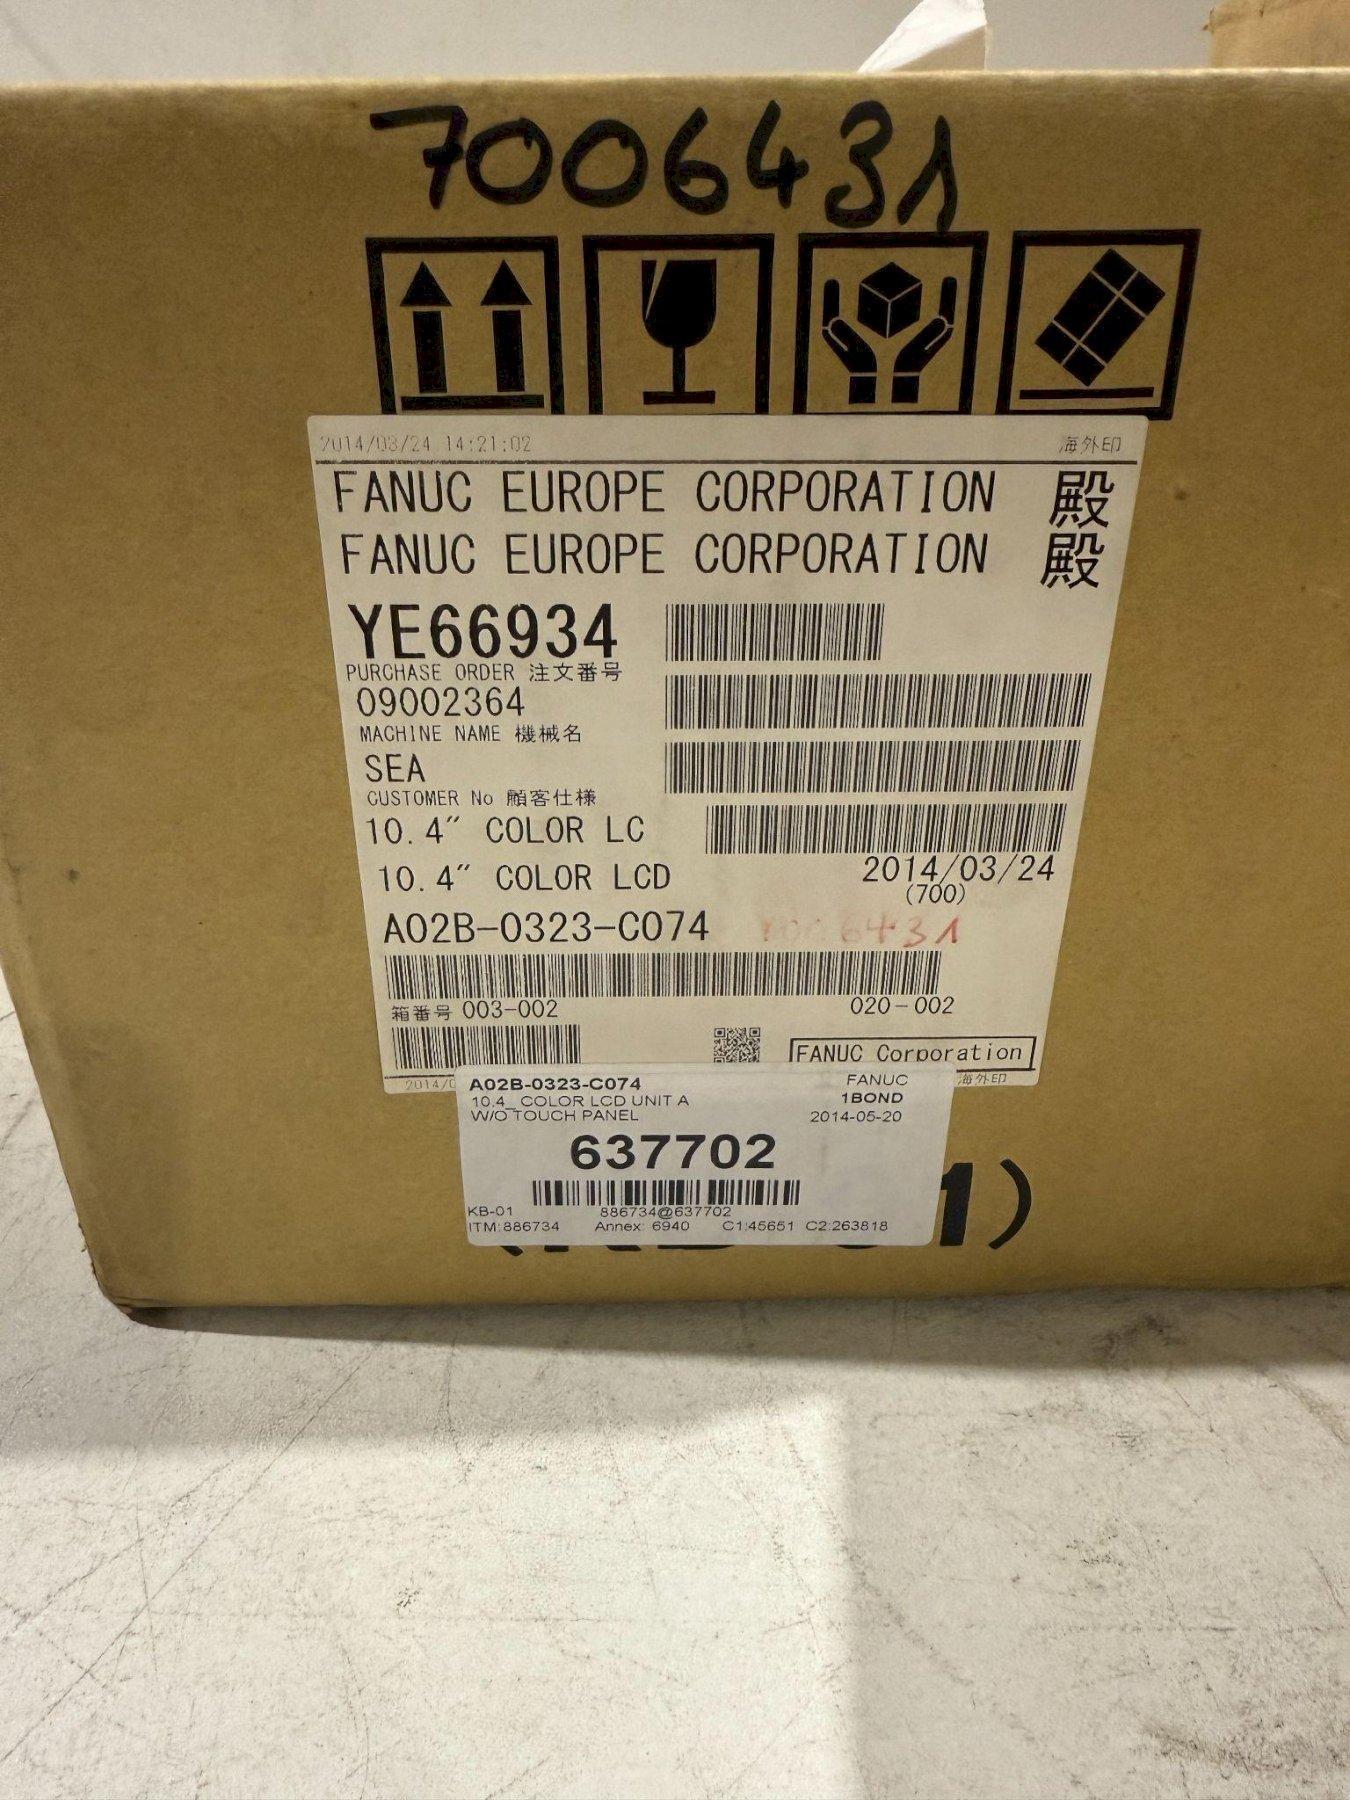 7006431
2014/03/24 14:21:02 海外印
FANUC EUROPE CORPORATION 殿
FANUC EUROPE CORPORATION 殿
YE66934
PURCHASE ORDER 注文番号
09002364
MACHINE NAME 機械名
SEA
CUSTOMER No 顧客仕様
10.4″ COLOR LC
10.4″ COLOR LCD 2014/03/24
(700)
A02B-0323-C074
箱番号 003-002 020-002
FANUC Corporation
海外印
A02B-0323-C074 FANUC
10.4_ COLOR LCD UNIT A 1BOND
W/O TOUCH PANEL 2014-05-20
637702
KB-01 886734@637702
ITM:886734 Annex: 6940 C1:45651 C2:263818